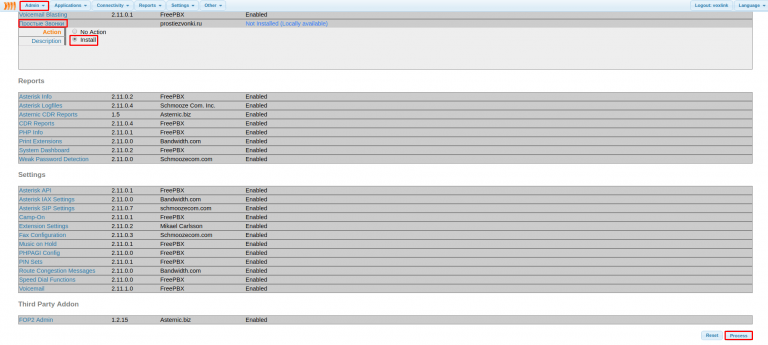 Admin Applications Connectivity Reports Settings Other Logout: voxlink Language
Voicemail Blasting 2.11.0.1 FreePBX Enabled
Простые Звонки prostiezvonki.ru Not Installed (Locally available)
Action No Action
Description Install
Reports
Asterisk Info 2.11.0.2 FreePBX Enabled
Asterisk Logfiles 2.11.0.4 Schmooze Com. Inc. Enabled
Asternic CDR Reports 1.5 Asternic.biz Enabled
CDR Reports 2.11.0.4 FreePBX Enabled
PHP Info 2.11.0.1 FreePBX Enabled
Print Extensions 2.11.0.0 Bandwidth.com Enabled
System Dashboard 2.11.0.2 FreePBX Enabled
Weak Password Detection 2.11.0.0 Schmoozecom.com Enabled
Settings
Asterisk API 2.11.0.1 FreePBX Enabled
Asterisk IAX Settings 2.11.0.0 Bandwidth.com Enabled
Asterisk SIP Settings 2.11.0.7 schmoozecom.com Enabled
Camp-On 2.11.0.1 FreePBX Enabled
Extension Settings 2.11.0.2 Mikael Carlsson Enabled
Fax Configuration 2.11.0.3 Schmoozecom.com Enabled
Music on Hold 2.11.0.1 FreePBX Enabled
PHPAGI Config 2.11.0.0 FreePBX Enabled
PIN Sets 2.11.0.1 FreePBX Enabled
Route Congestion Messages 2.11.0.0 Bandwidth.com Enabled
Speed Dial Functions 2.11.0.0 FreePBX Enabled
Voicemail 2.11.1.0 FreePBX Enabled
Third Party Addon
FOP2 Admin 1.2.15 Asternic.biz Enabled
Reset Process